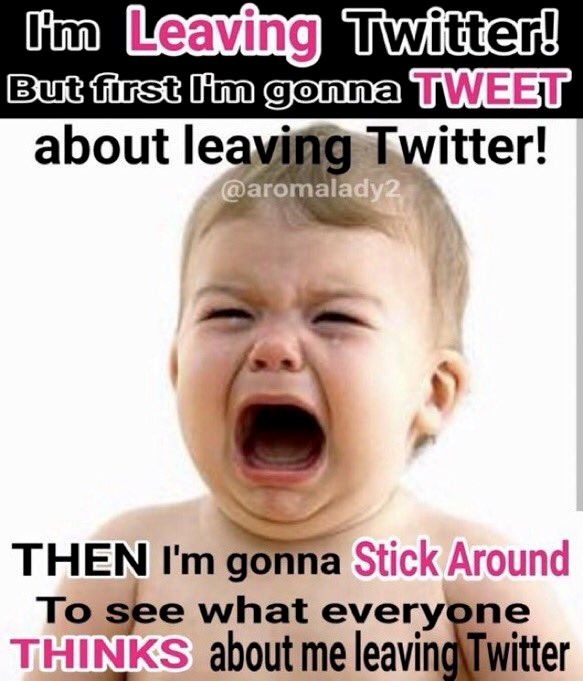 I'm Leaving Twitter!
But first I'm gonna TWEET
about leaving Twitter!
@aromalady2
THEN I'm gonna Stick Around
To see what everyone
THINKS about me leaving Twitter